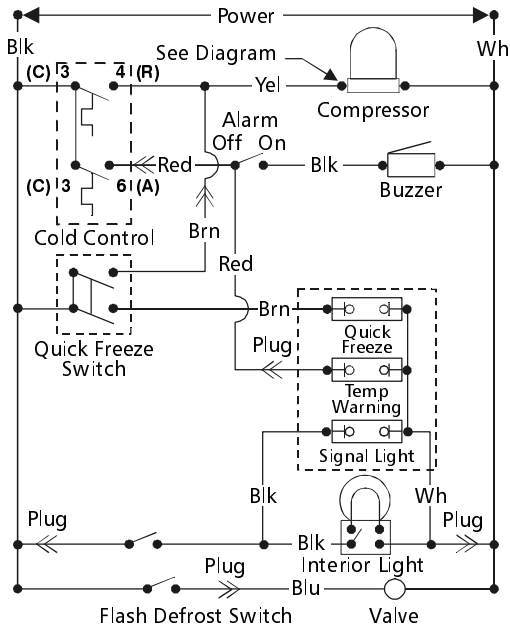 Power
Blk
Wh
See Diagram
(C) 3 4 (R)
Yel
Compressor
Alarm
Off On
Red
Blk
Buzzer
(C) 3 6 (A)
Cold Control
Brn
Red
Quick Freeze
Switch
Brn
Plug
Quick
Freeze
Temp
Warning
Signal Light
Blk
Wh
Plug
Plug
Blk
Interior Light
Plug
Blu
Flash Defrost Switch
Valve